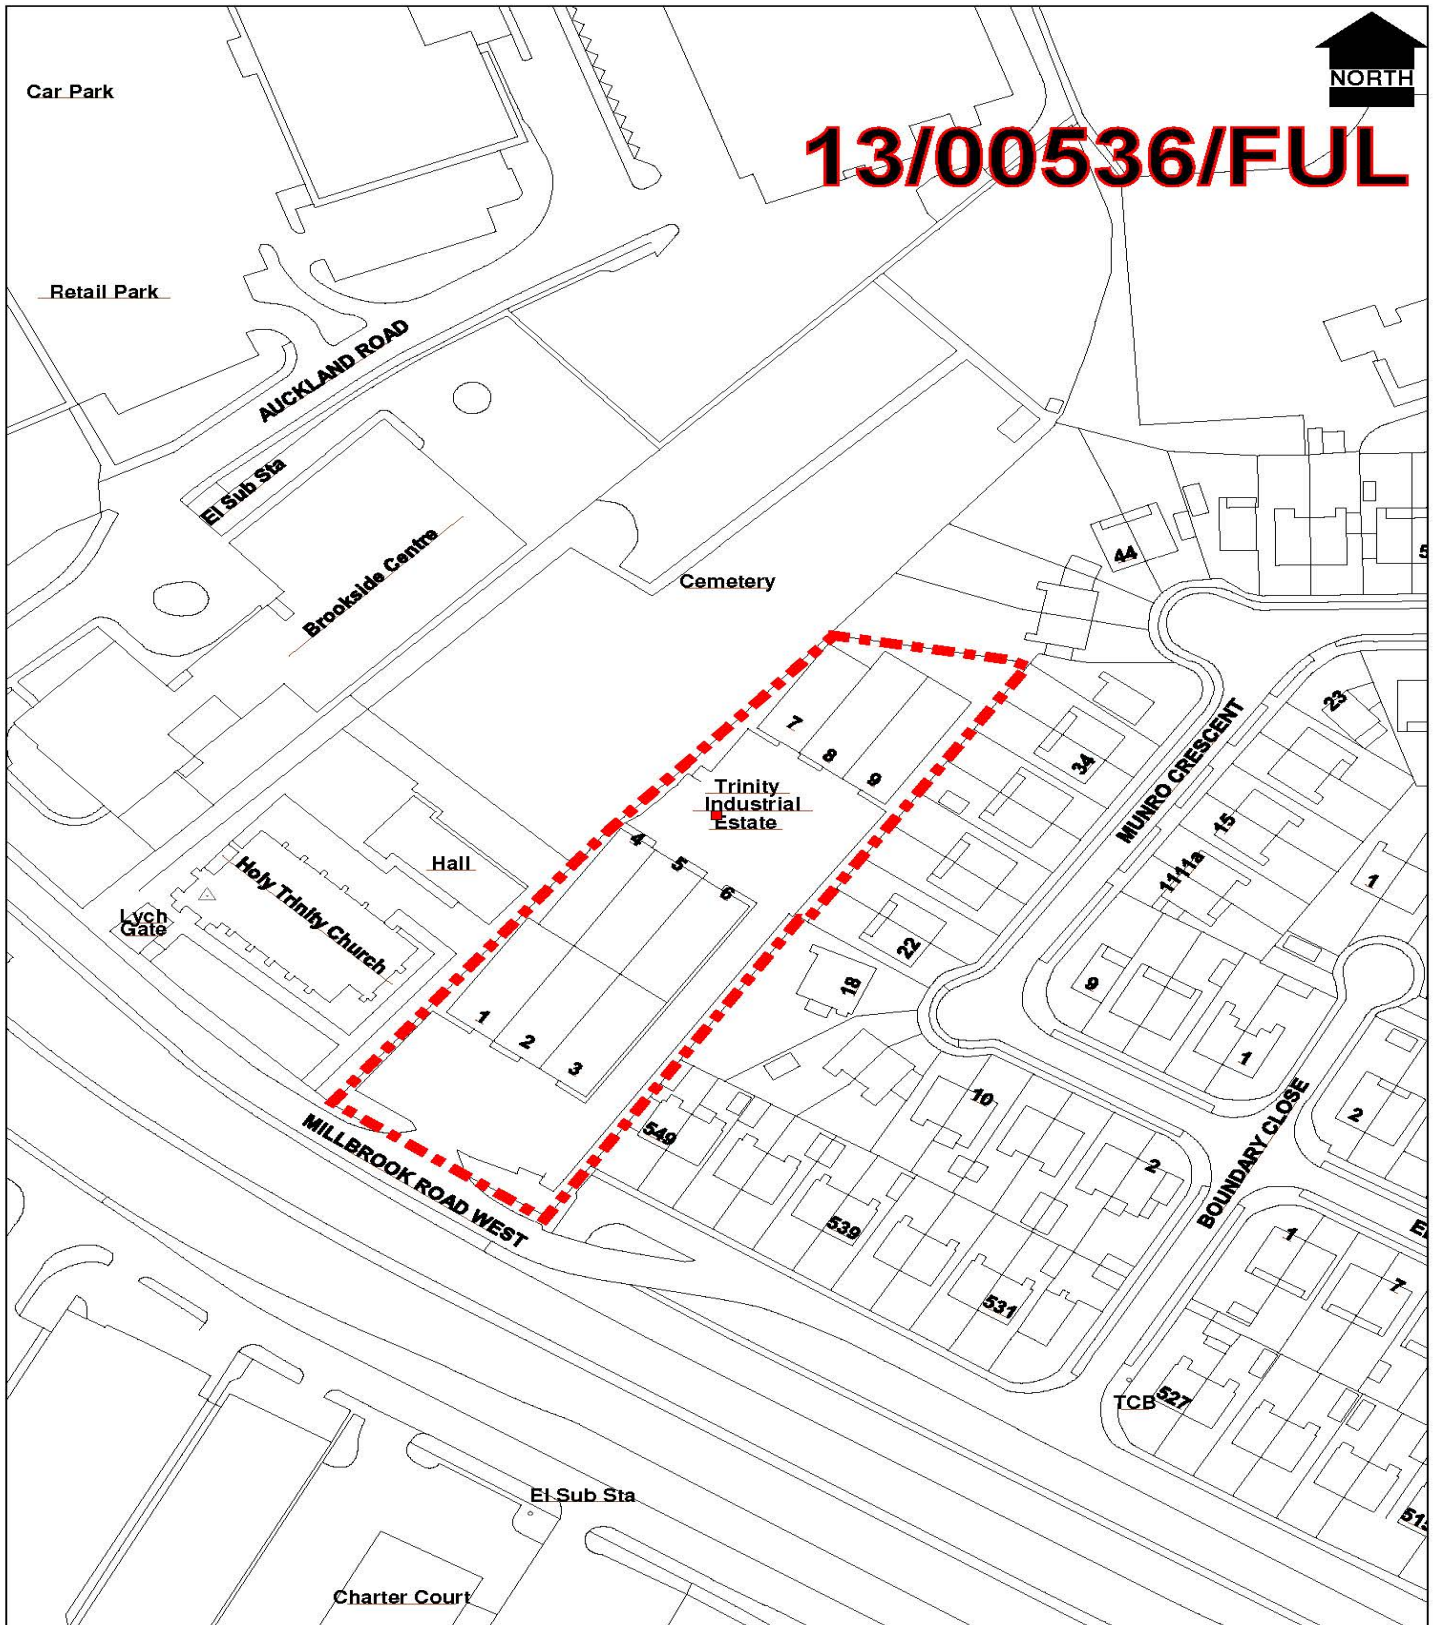 Car Park
NORTH
13/00536/FUL
Retail Park
AUCKLAND ROAD
El Sub Sta
Brookside Centre
Cemetery
44
5
7
8
9
Trinity
Industrial
Estate
34
MUNRO CRESCENT
23
15
1111a
1
4
5
6
Hall
Holy Trinity Church
Lych
Gate
22
18
9
1
1
2
3
10
2
549
539
531
2
BOUNDARY CLOSE
1
7
MILLBROOK ROAD WEST
TCB
527
El Sub Sta
Charter Court